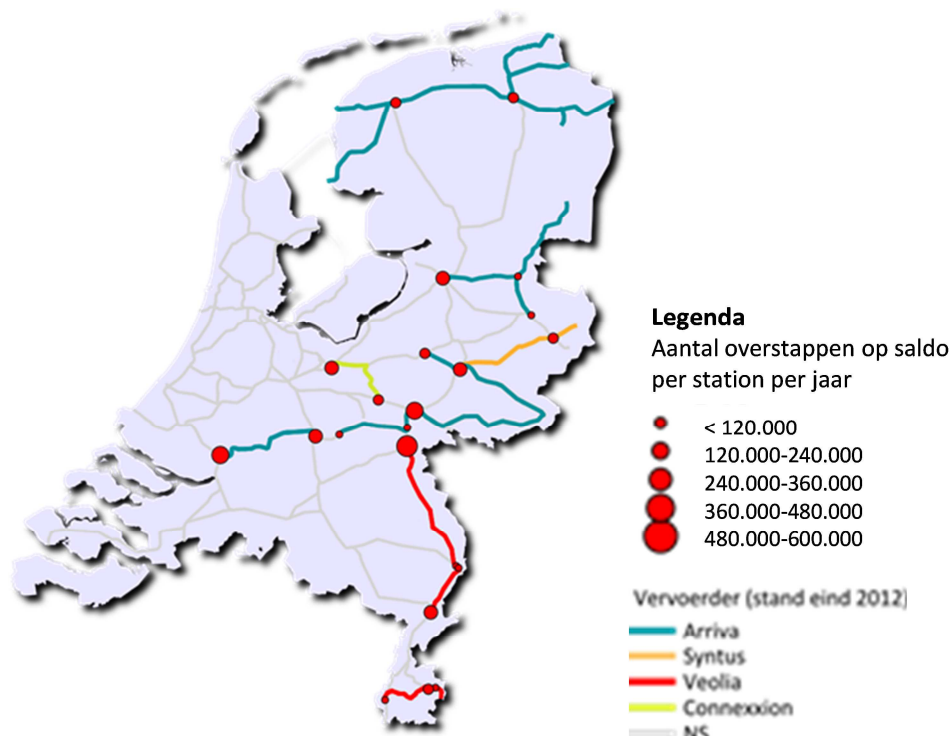 Legenda
Aantal overstappen op saldo
per station per jaar
< 120.000
120.000-240.000
240.000-360.000
360.000-480.000
480.000-600.000
Vervoerder (stand eind 2012)
Arriva
Syntus
Veolia
Connexxion
NS